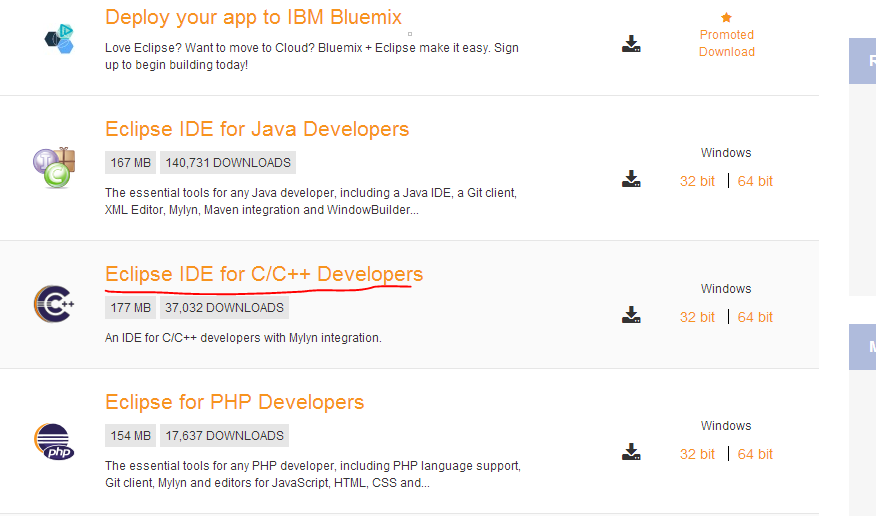 Deploy your app to IBM Bluemix
Love Eclipse? Want to move to Cloud? Bluemix + Eclipse make it easy. Sign
up to begin building today!
Promoted
Download
R
Eclipse IDE for Java Developers
167 MB 140,731 DOWNLOADS
The essential tools for any Java developer, including a Java IDE, a Git client,
XML Editor, Mylyn, Maven integration and WindowBuilder...
Windows
32 bit 64 bit
J
C
Eclipse IDE for C/C++ Developers
177 MB 37,032 DOWNLOADS
An IDE for C/C++ developers with Mylyn integration.
Windows
32 bit 64 bit
C++
M
Eclipse for PHP Developers
154 MB 17,637 DOWNLOADS
The essential tools for any PHP developer, including PHP language support,
Git client, Mylyn and editors for JavaScript, HTML, CSS and...
Windows
32 bit 64 bit
php